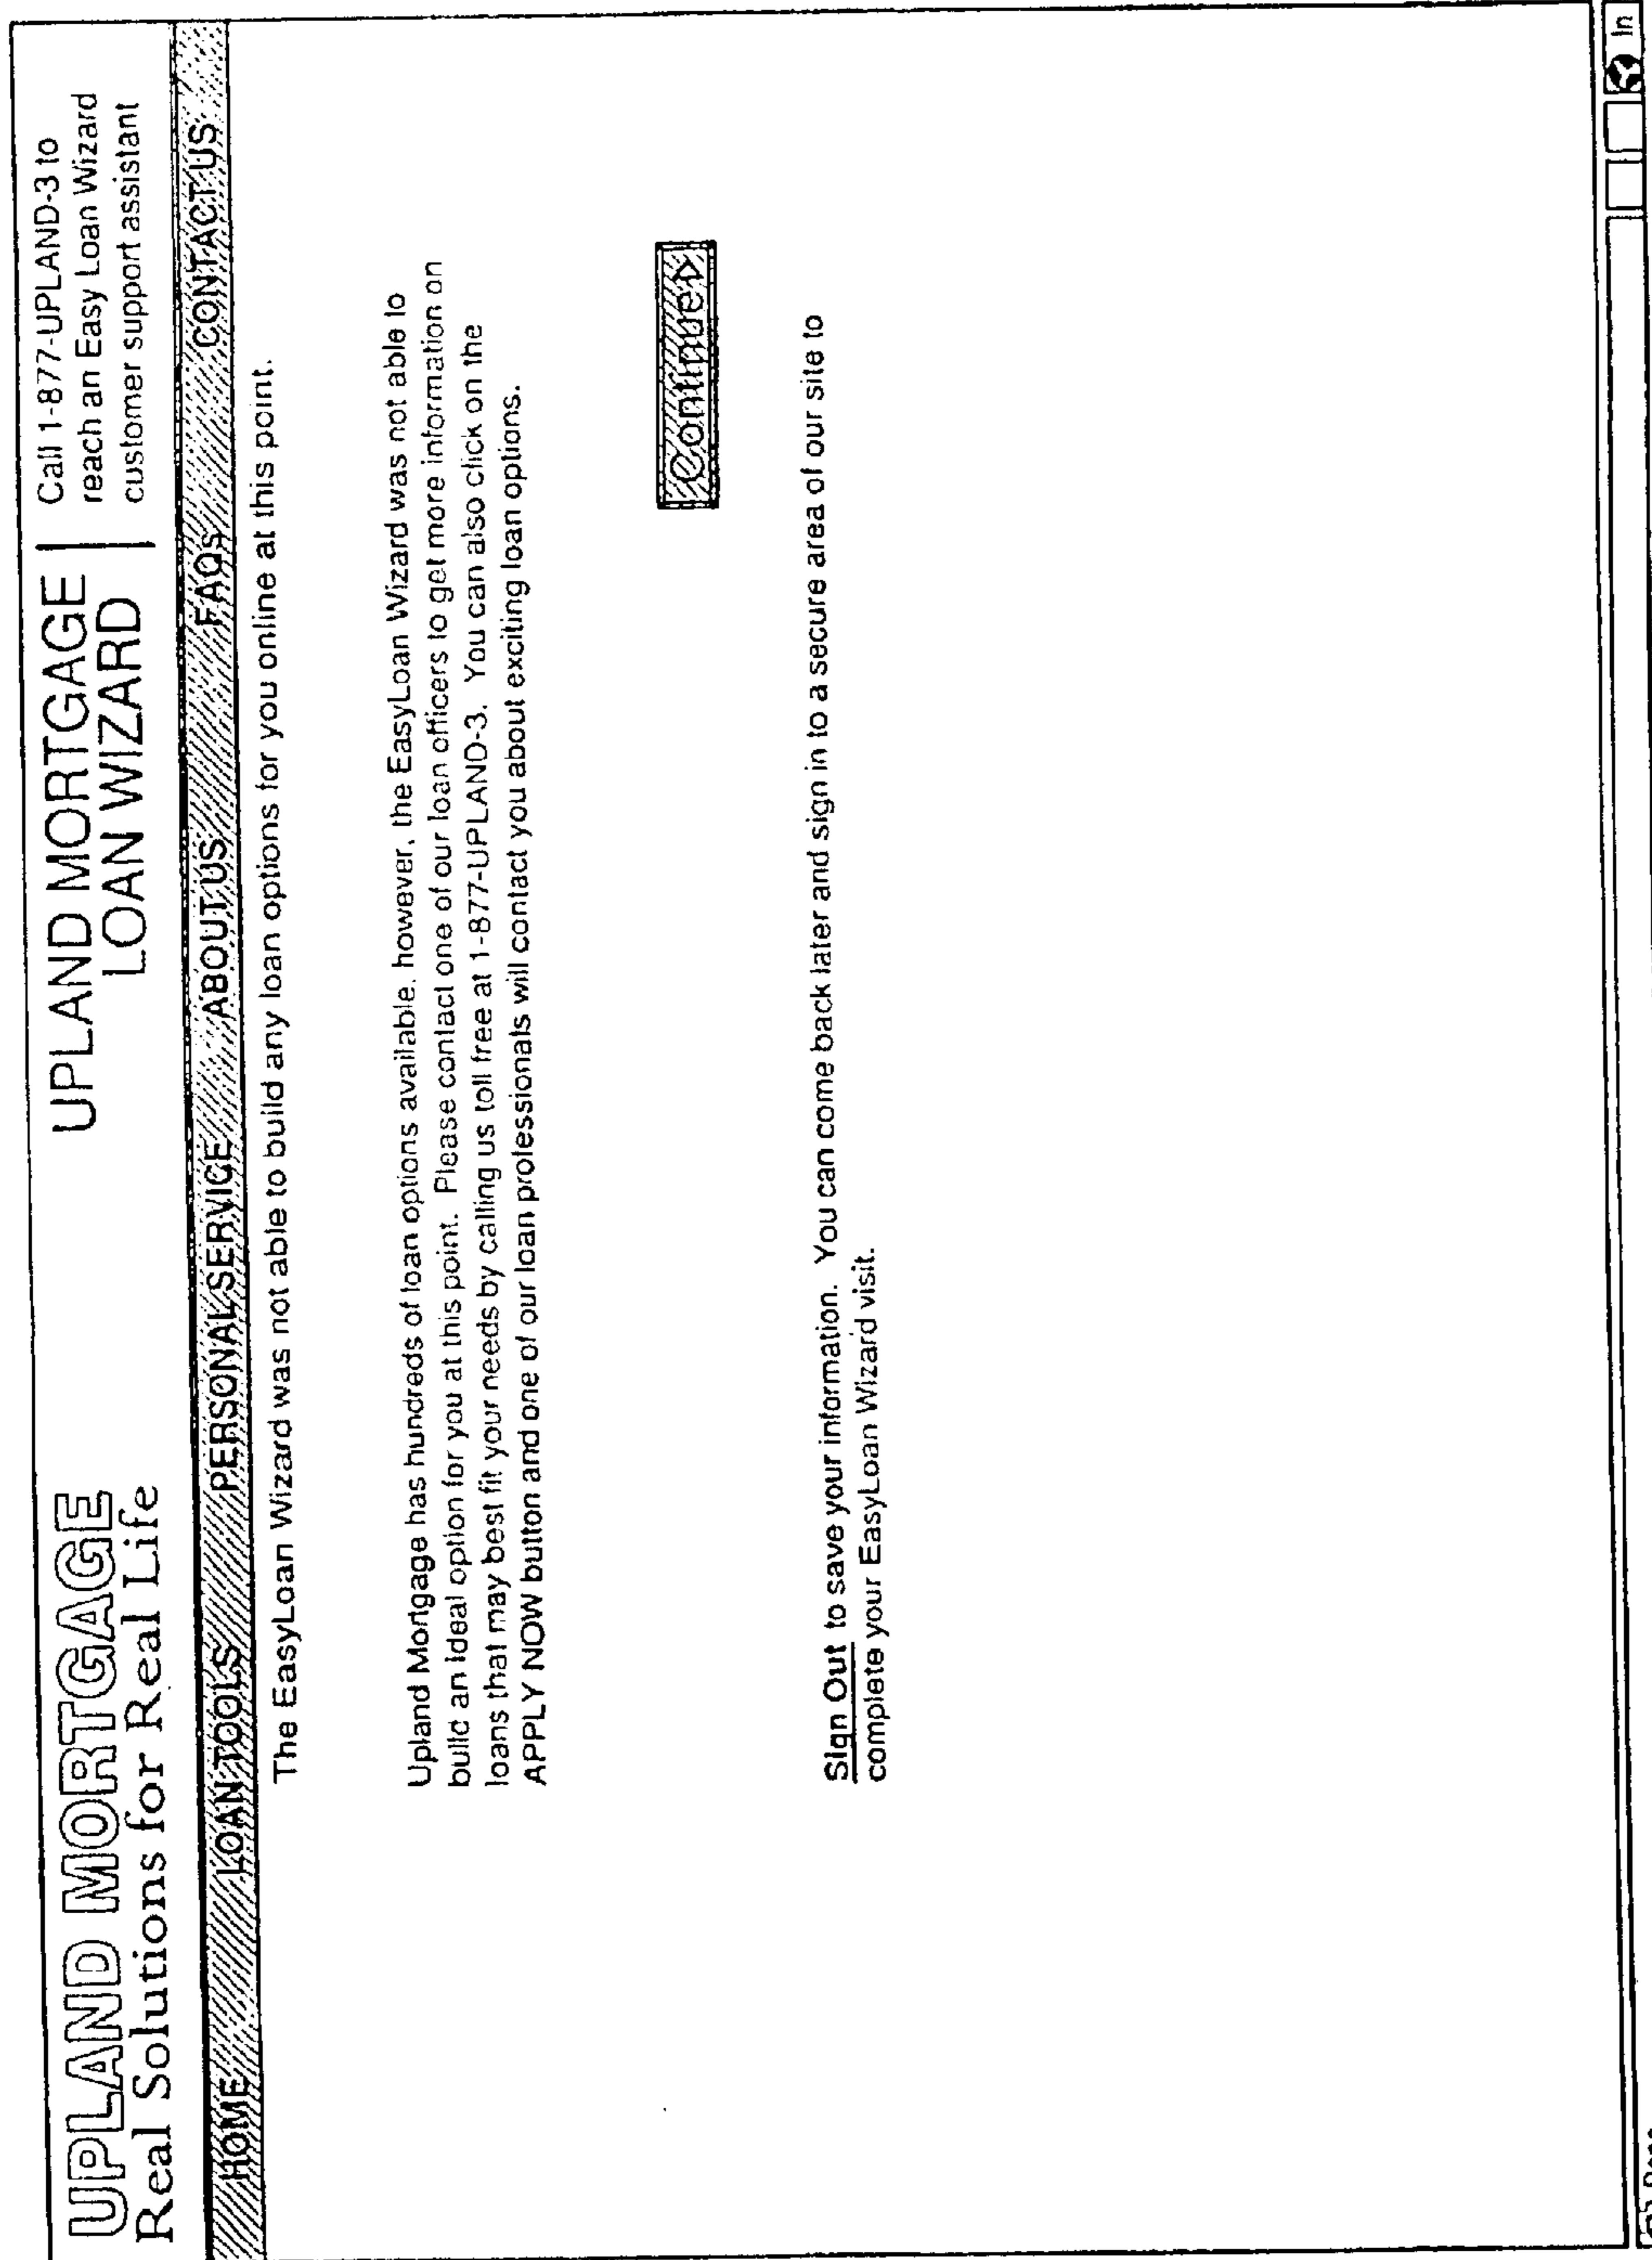 UPLAND MORTGAGE
Real Solutions for Real Life
UPLAND MORTGAGE
LOAN WIZARD
Call 1-877-UPLAND-3 to
reach an Easy Loan Wizard
customer support assistant
HOME LOAN TOOLS PERSONAL SERVICE ABOUT US FAQS CONTACT US
The EasyLoan Wizard was not able to build any loan options for you online at this point.
Upland Mortgage has hundreds of loan options available, however, the EasyLoan Wizard was not able to
build an ideal option for you at this point. Please contact one of our loan officers to get more information on
loans that may best fit your needs by calling us toll free at 1-877-UPLAND-3. You can also click on the
APPLY NOW button and one of our loan professionals will contact you about exciting loan options.
Continue
Sign Out to save your information. You can come back later and sign in to a secure area of our site to
complete your EasyLoan Wizard visit.
In